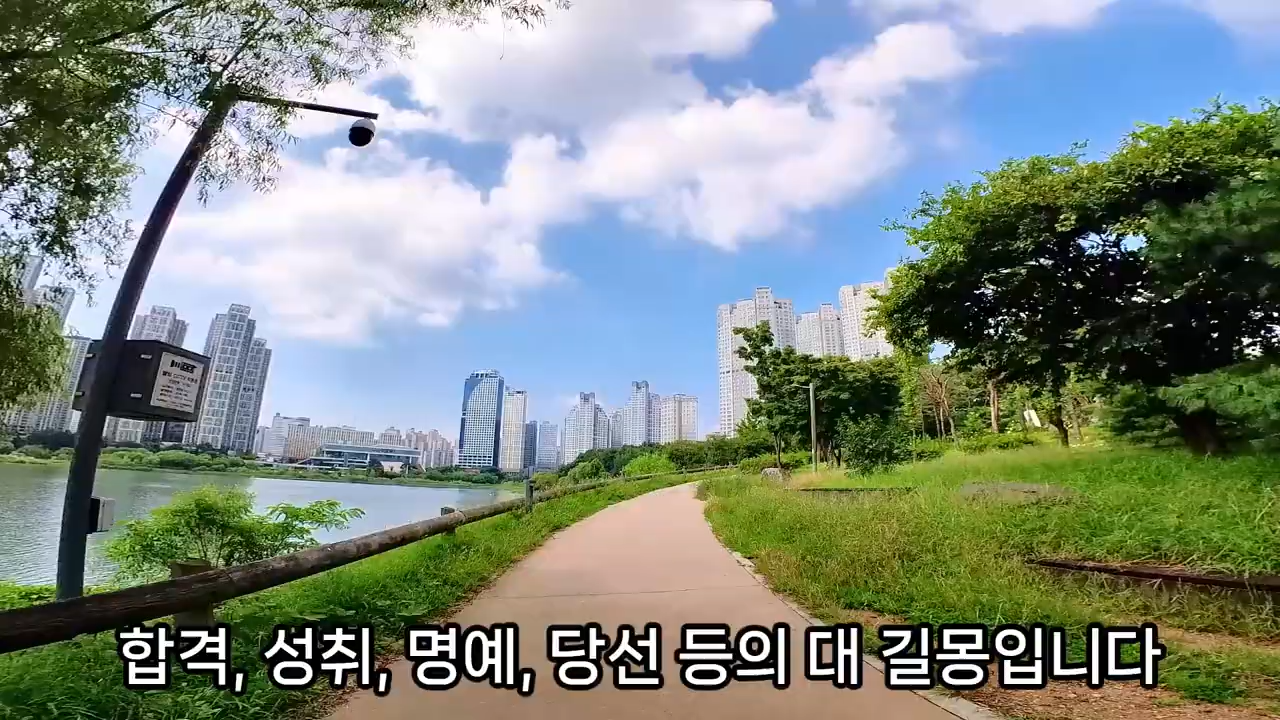 합격, 성취, 명예, 당선 등의 대 길몽입니다